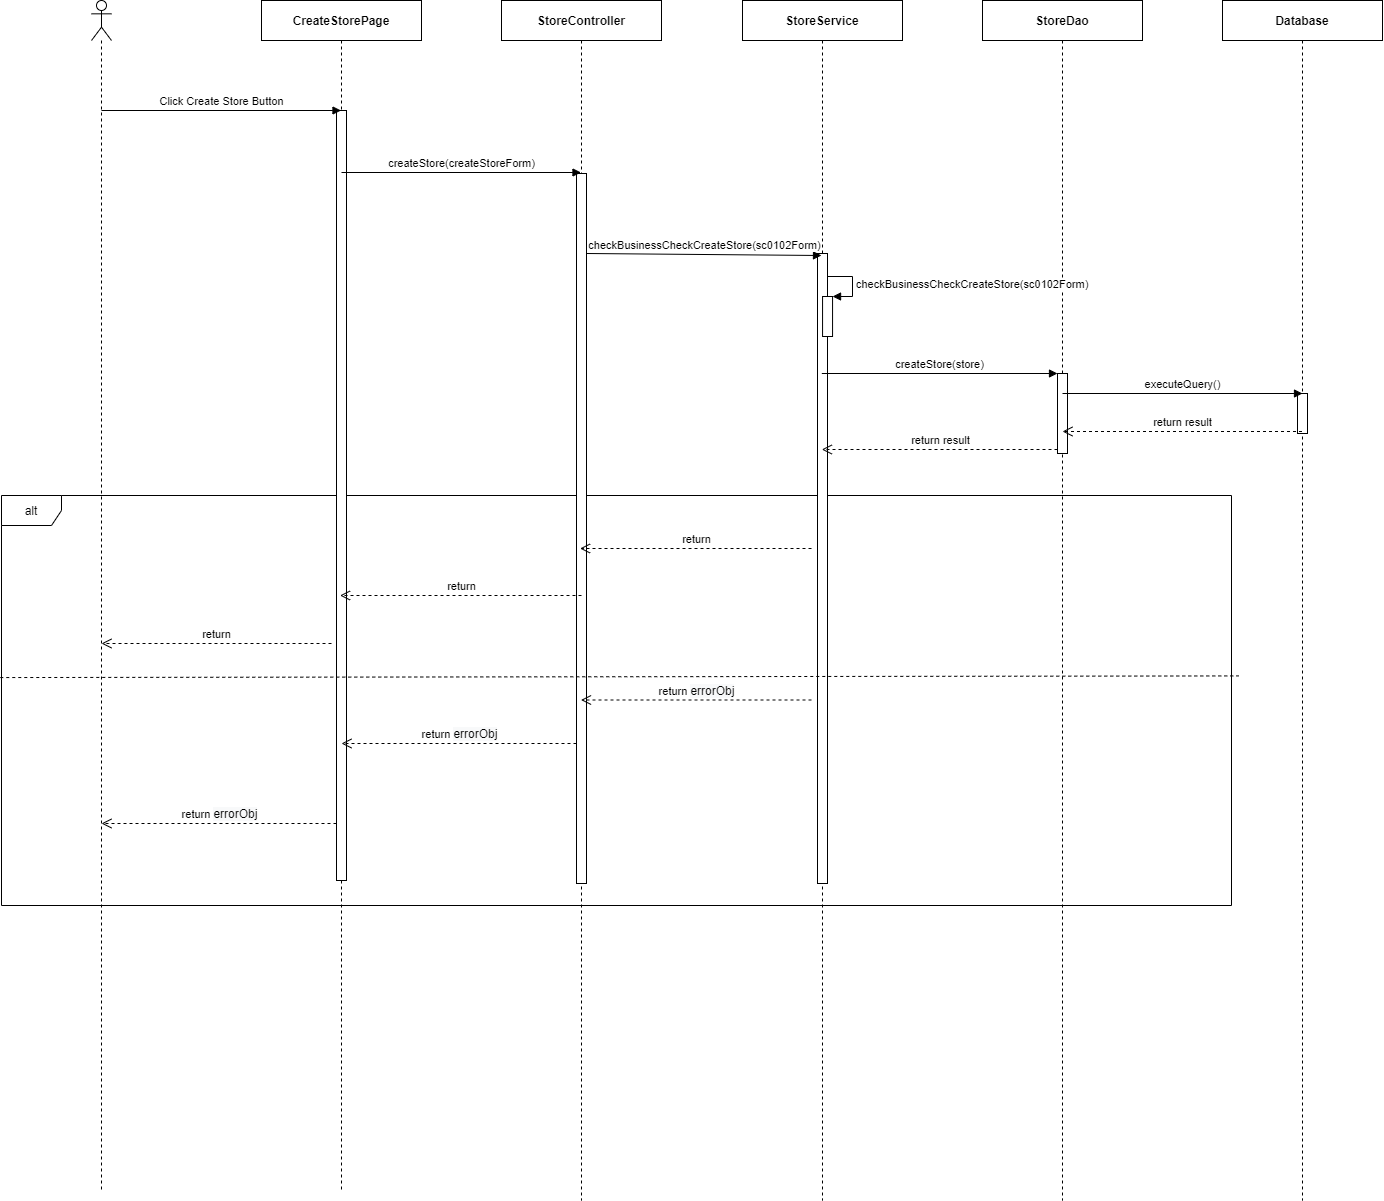 CreateStorePage
StoreController
StoreService
StoreDao
Database
Click Create Store Button
createStore(createStoreForm)
checkBusinessCheckCreateStore(sc0102Form)
checkBusinessCheckCreateStore(sc0102Form)
createStore(store)
executeQuery()
return result
return result
alt
return
return
return
return errorObj
return errorObj
return errorObj